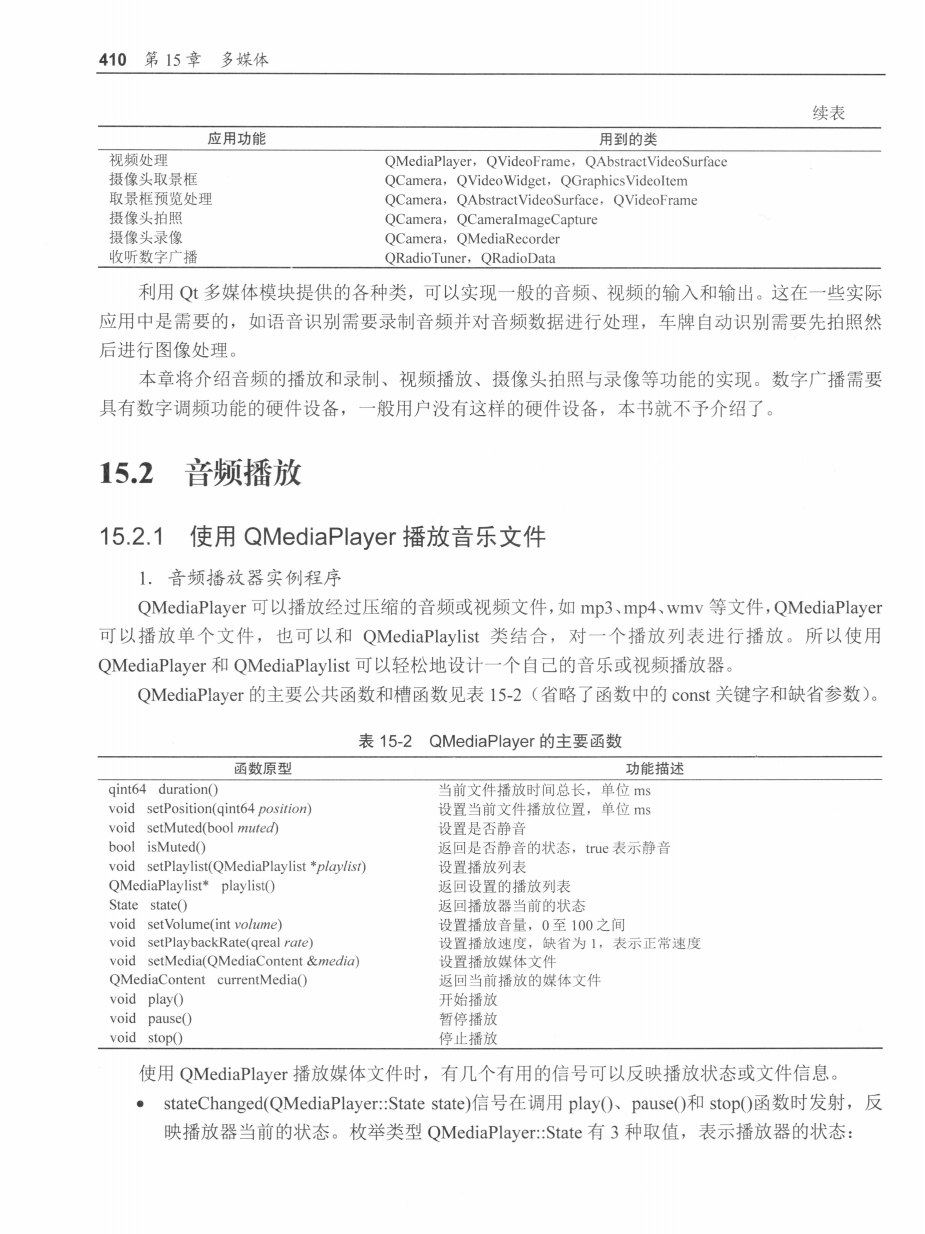 410 第 15 章 多媒体
续表
应用功能 用到的类
视频处理 QMediaPlayer，QVideoFrame，QAbstractVideoSurface
摄像头取景框 QCamera，QVideoWidget，QGraphicsVideoItem
取景框预览处理 QCamera，QAbstractVideoSurface，QVideoFrame
摄像头拍照 QCamera，QCameraImageCapture
摄像头录像 QCamera，QMediaRecorder
收听数字广播 QRadioTuner，QRadioData
利用 Qt 多媒体模块提供的各种类，可以实现一般的音频、视频的输入和输出。这在一些实际
应用中是需要的，如语音识别需要录制音频并对音频数据进行处理，车牌自动识别需要先拍照然
后进行图像处理。
本章将介绍音频的播放和录制、视频播放、摄像头拍照与录像等功能的实现。数字广播需要
具有数字调频功能的硬件设备，一般用户没有这样的硬件设备，本书就不予介绍了。
15.2 音频播放
15.2.1 使用 QMediaPlayer 播放音乐文件
1．音频播放器实例程序
QMediaPlayer 可以播放经过压缩的音频或视频文件，如 mp3、mp4、wmv 等文件，QMediaPlayer
可以播放单个文件，也可以和 QMediaPlaylist 类结合，对一个播放列表进行播放。所以使用
QMediaPlayer 和 QMediaPlaylist 可以轻松地设计一个自己的音乐或视频播放器。
QMediaPlayer 的主要公共函数和槽函数见表 15-2（省略了函数中的 const 关键字和缺省参数）。
表 15-2 QMediaPlayer 的主要函数
函数原型 功能描述
qint64 duration() 当前文件播放时间总长，单位 ms
void setPosition(qint64 position) 设置当前文件播放位置，单位 ms
void setMuted(bool muted) 设置是否静音
bool isMuted() 返回是否静音的状态，true 表示静音
void setPlaylist(QMediaPlaylist *playlist) 设置播放列表
QMediaPlaylist* playlist() 返回设置的播放列表
State state() 返回播放器当前的状态
void setVolume(int volume) 设置播放音量，0 至 100 之间
void setPlaybackRate(qreal rate) 设置播放速度，缺省为 1，表示正常速度
void setMedia(QMediaContent &media) 设置播放媒体文件
QMediaContent currentMedia() 返回当前播放的媒体文件
void play() 开始播放
void pause() 暂停播放
void stop() 停止播放
使用 QMediaPlayer 播放媒体文件时，有几个有用的信号可以反映播放状态或文件信息。
● stateChanged(QMediaPlayer::State state)信号在调用 play()、pause()和 stop()函数时发射，反
映播放器当前的状态。枚举类型 QMediaPlayer::State 有 3 种取值，表示播放器的状态：